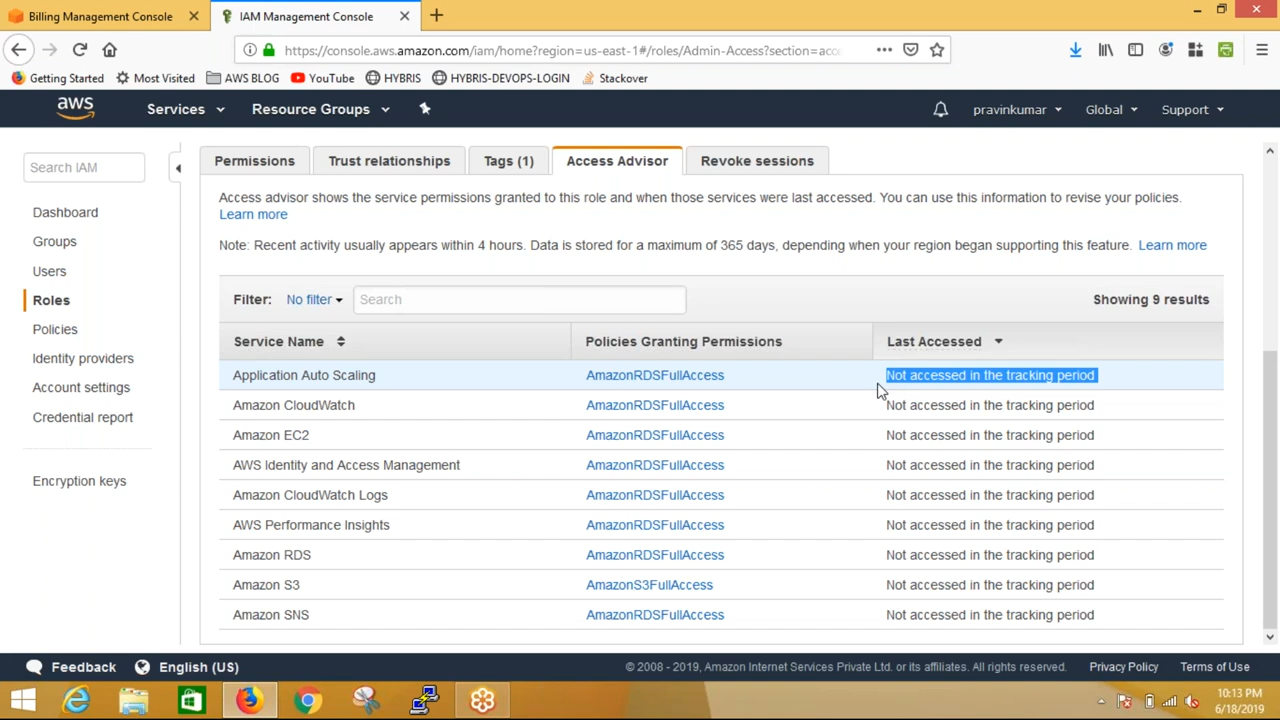 Billing Management Console
IAM Management Console
https://console.aws.amazon.com/iam/home?region=us-east-1#/roles/Admin-Access?section=acc
Getting Started
Most Visited
AWS BLOG
YouTube
HYBRIS
HYBRIS-DEVOPS-LOGIN
Stackover
aws
Services
Resource Groups
pravinkumar
Global
Support
Search IAM
Dashboard
Groups
Users
Roles
Policies
Identity providers
Account settings
Credential report
Encryption keys
Permissions
Trust relationships
Tags (1)
Access Advisor
Revoke sessions
Access advisor shows the service permissions granted to this role and when those services were last accessed. You can use this information to revise your policies.
Learn more
Note: Recent activity usually appears within 4 hours. Data is stored for a maximum of 365 days, depending when your region began supporting this feature. Learn more
Filter: No filter Search Showing 9 results
Service Name Policies Granting Permissions Last Accessed
Application Auto Scaling AmazonRDSFullAccess Not accessed in the tracking period
Amazon CloudWatch AmazonRDSFullAccess Not accessed in the tracking period
Amazon EC2 AmazonRDSFullAccess Not accessed in the tracking period
AWS Identity and Access Management AmazonRDSFullAccess Not accessed in the tracking period
Amazon CloudWatch Logs AmazonRDSFullAccess Not accessed in the tracking period
AWS Performance Insights AmazonRDSFullAccess Not accessed in the tracking period
Amazon RDS AmazonRDSFullAccess Not accessed in the tracking period
Amazon S3 AmazonS3FullAccess Not accessed in the tracking period
Amazon SNS AmazonRDSFullAccess Not accessed in the tracking period
Feedback
English (US)
© 2008 - 2019, Amazon Internet Services Private Ltd. or its affiliates. All rights reserved.
Privacy Policy
Terms of Use
10:13 PM
6/18/2019